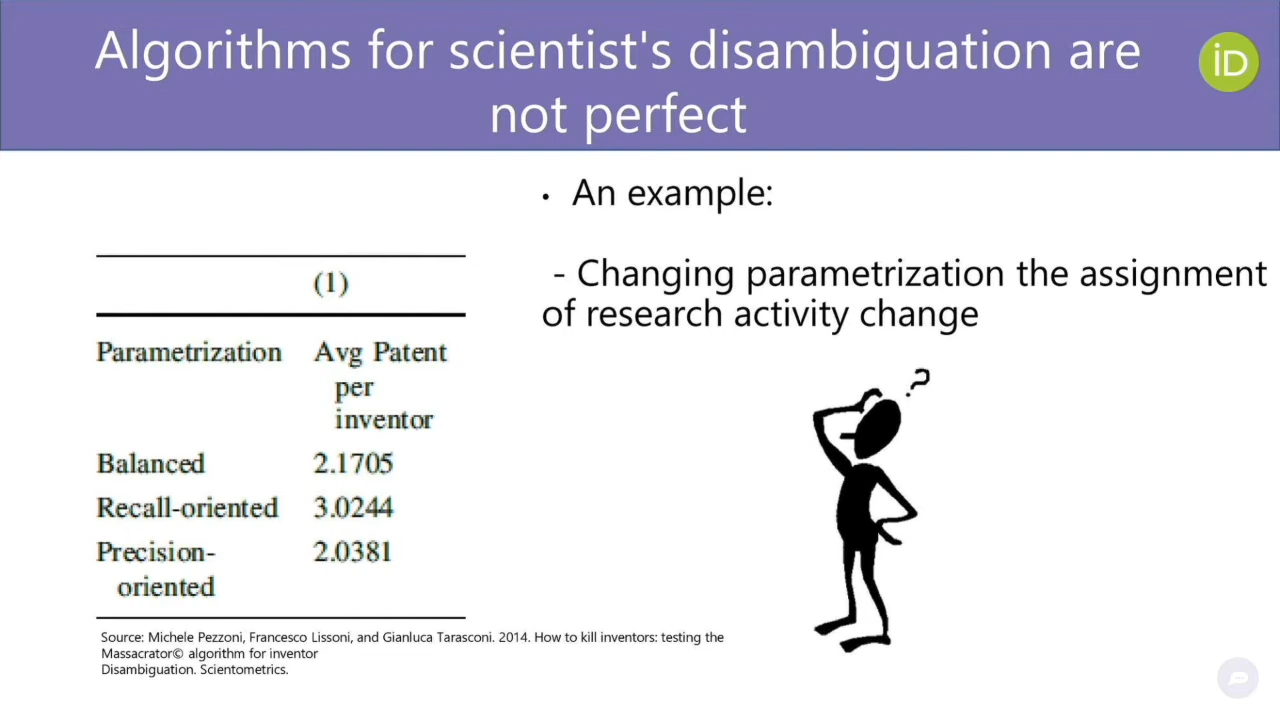 Algorithms for scientist's disambiguation are
not perfect
iD
• An example:
- Changing parametrization the assignment
of research activity change
(1)
Parametrization Avg Patent
per
inventor
Balanced 2.1705
Recall-oriented 3.0244
Precision- 2.0381
oriented
?
Source: Michele Pezzoni, Francesco Lissoni, and Gianluca Tarasconi. 2014. How to kill inventors: testing the
Massacrator© algorithm for inventor
Disambiguation. Scientometrics.